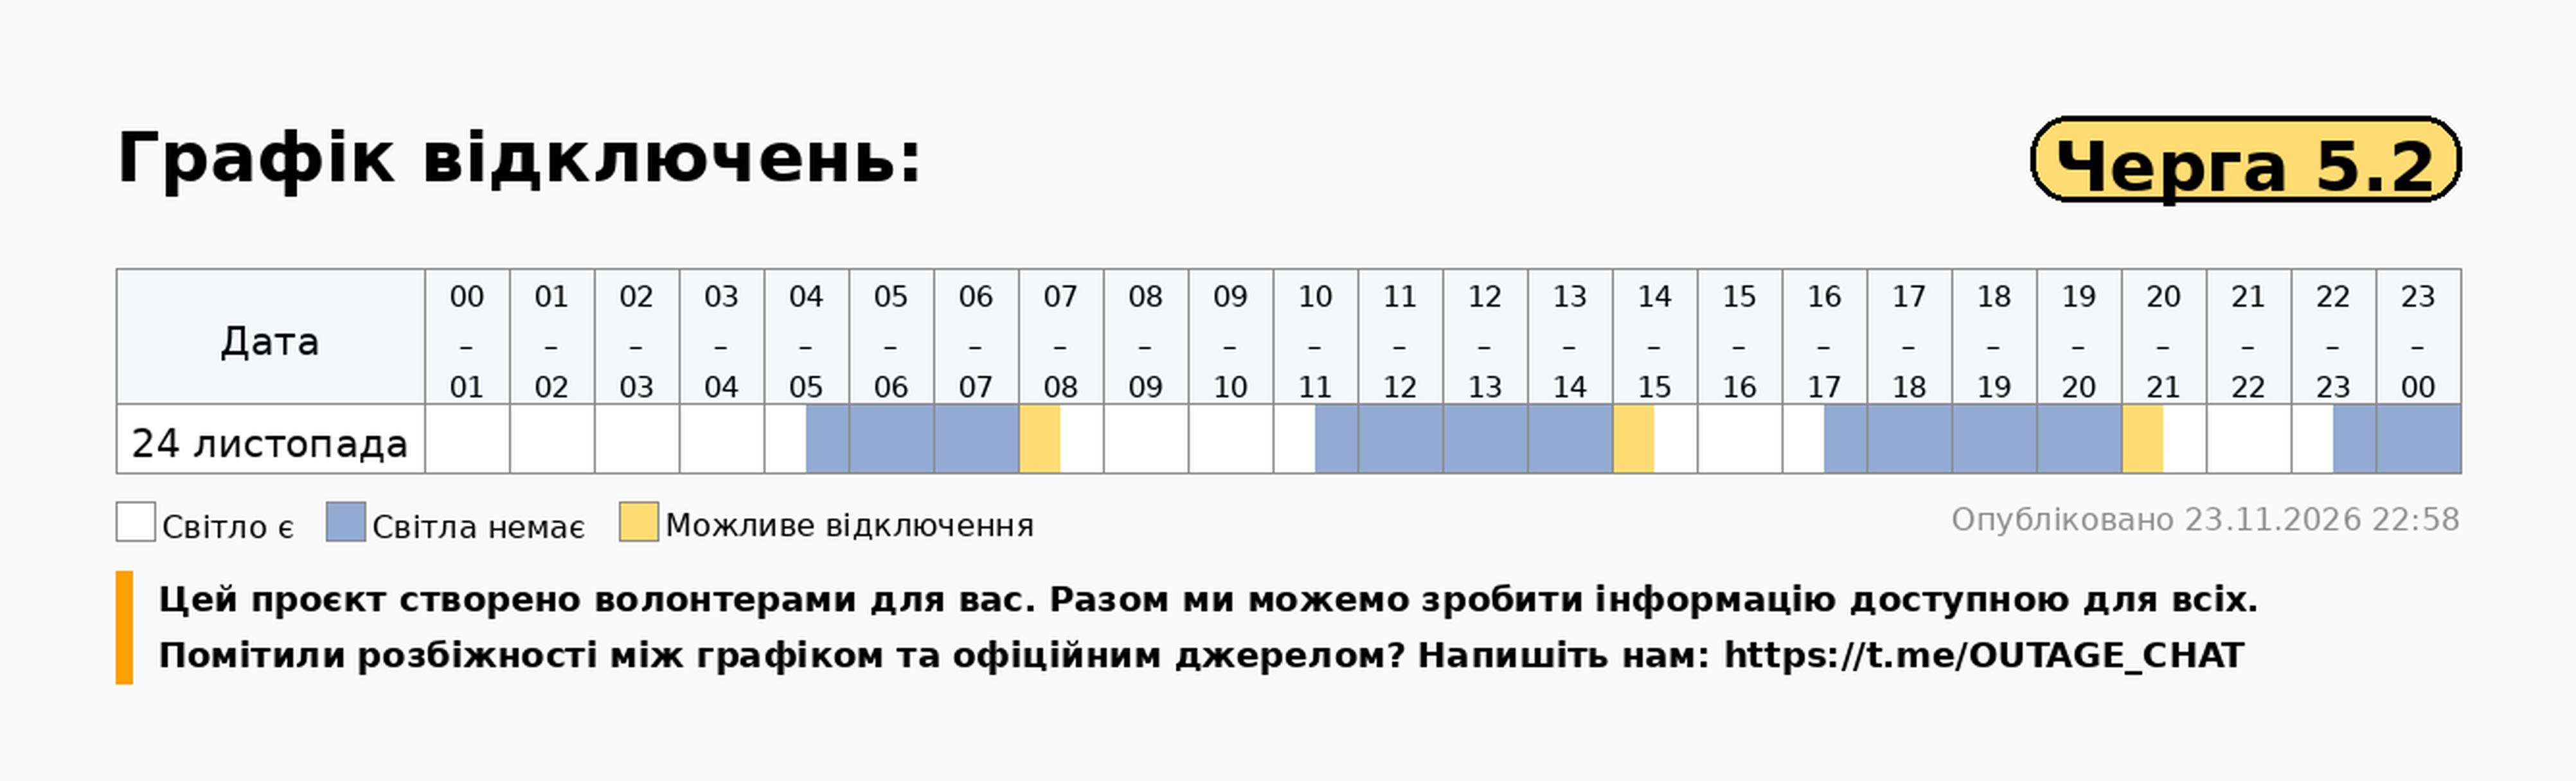 Графік відключень:
Черга 5.2
Дата
00 – 01
01 – 02
02 – 03
03 – 04
04 – 05
05 – 06
06 – 07
07 – 08
08 – 09
09 – 10
10 – 11
11 – 12
12 – 13
13 – 14
14 – 15
15 – 16
16 – 17
17 – 18
18 – 19
19 – 20
20 – 21
21 – 22
22 – 23
23 – 00
24 листопада
Світло є
Світла немає
Можливе відключення
Опубліковано 23.11.2026 22:58
Цей проєкт створено волонтерами для вас. Разом ми можемо зробити інформацію доступною для всіх.
Помітили розбіжності між графіком та офіційним джерелом? Напишіть нам: https://t.me/OUTAGE_CHAT